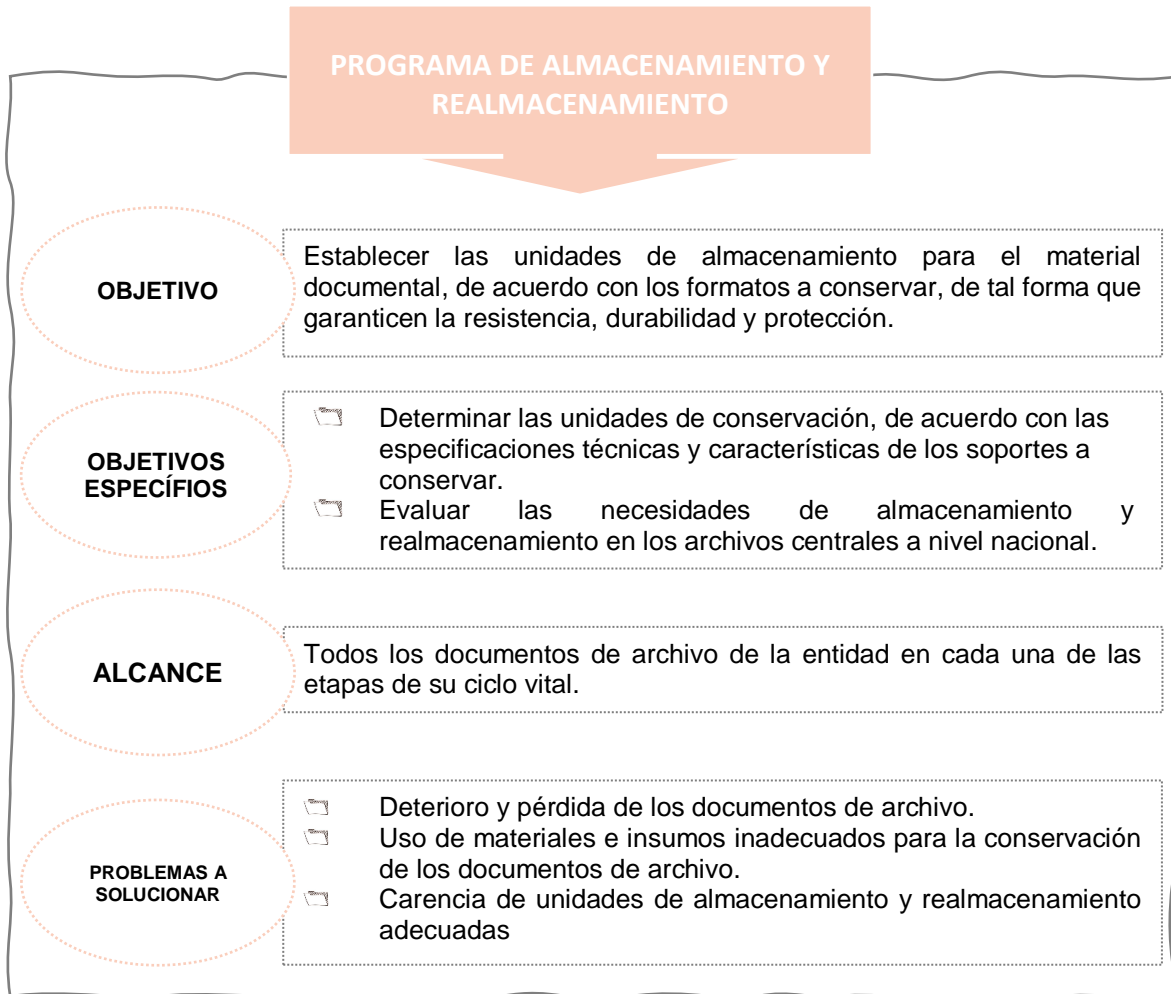 PROGRAMA DE ALMACENAMIENTO Y
REALMACENAMIENTO
OBJETIVO
Establecer las unidades de almacenamiento para el material
documental, de acuerdo con los formatos a conservar, de tal forma que
garanticen la resistencia, durabilidad y protección.
OBJETIVOS
ESPECÍFIOS
Determinar las unidades de conservación, de acuerdo con las
especificaciones técnicas y características de los soportes a
conservar.
Evaluar las necesidades de almacenamiento y
realmacenamiento en los archivos centrales a nivel nacional.
ALCANCE
Todos los documentos de archivo de la entidad en cada una de las
etapas de su ciclo vital.
PROBLEMAS A
SOLUCIONAR
Deterioro y pérdida de los documentos de archivo.
Uso de materiales e insumos inadecuados para la conservación
de los documentos de archivo.
Carencia de unidades de almacenamiento y realmacenamiento
adecuadas